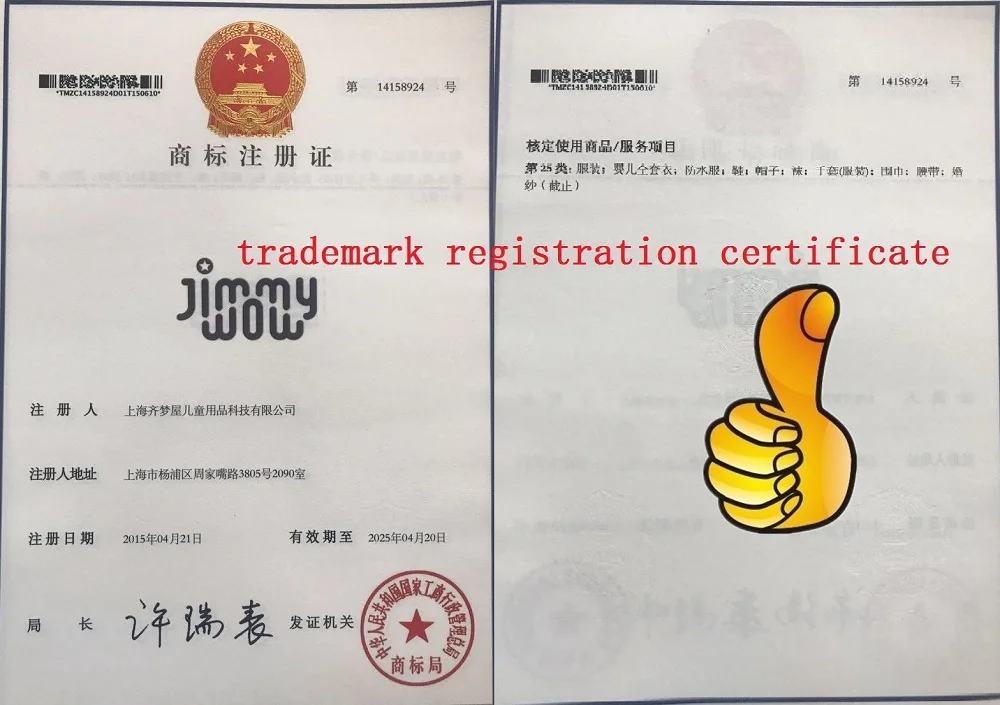 *TMZC14158924D01T150610*
第 14158924 号
商标注册证
jimmy
wow
注册人 上海齐梦屋儿童用品科技有限公司
注册人地址 上海市杨浦区周家嘴路3805号2090室
注册日期 2015年04月21日 有效期至 2025年04月20日
局长 许瑞表 发证机关
中华人民共和国国家工商行政管理总局
商标局
*TMZC14158924D01T150610*
第 14158924 号
核定使用商品/服务项目
第25类:服装;婴儿全套衣;防水服;鞋;帽子;袜;手套(服装);围巾;腰带;婚
纱(截止)
trademark registration certificate